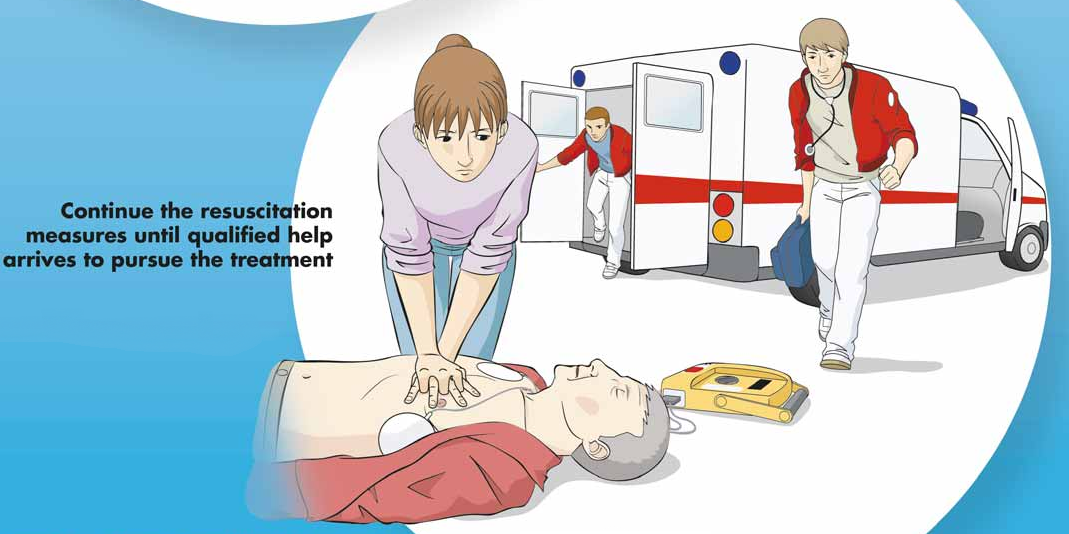 Continue the resuscitation
measures until qualified help
arrives to pursue the treatment